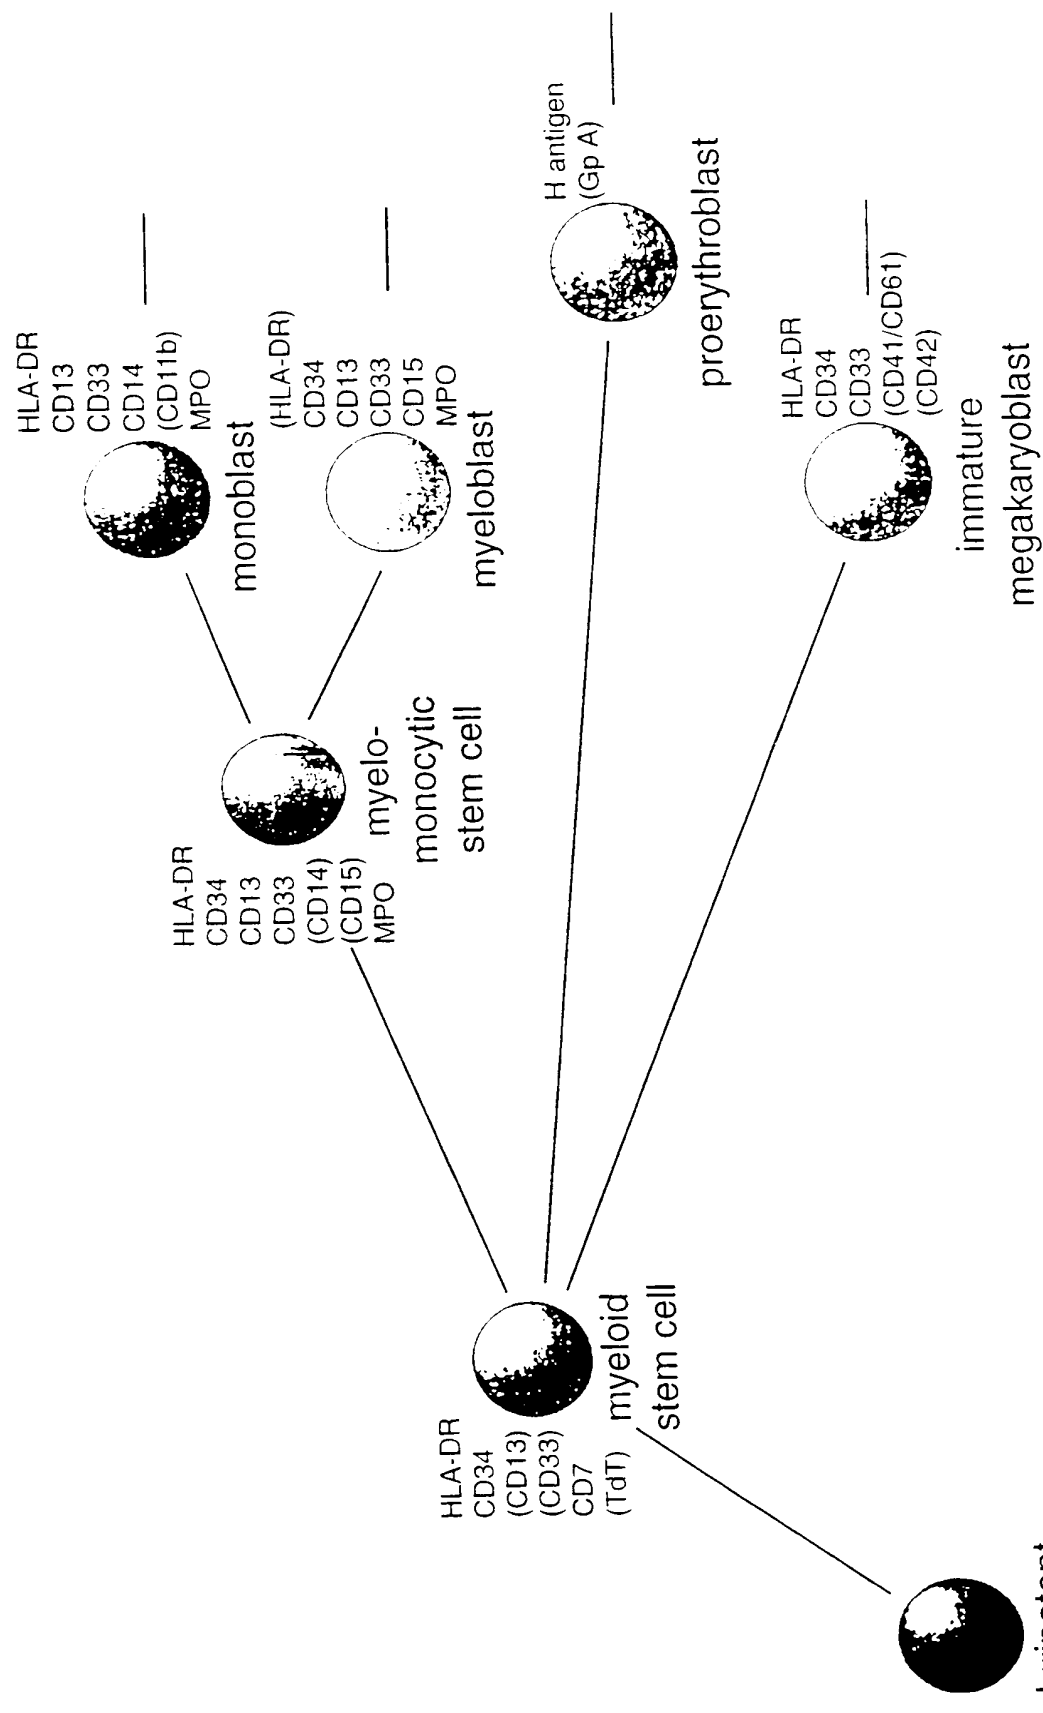 HLA-DR
CD13
CD33
CD14
(CD11b)
MPO
monoblast
(HLA-DR)
CD34
CD13
CD33
CD15
MPO
myeloblast
H antigen
(Gp A)
proerythroblast
HLA-DR
CD34
CD33
(CD41/CD61)
(CD42)
immature
megakaryoblast
HLA-DR
CD34
CD13
CD33
(CD14)
(CD15)
MPO
myelo-
monocytic
stem cell
HLA-DR
CD34
(CD13)
(CD33)
CD7
(TdT)
myeloid
stem cell